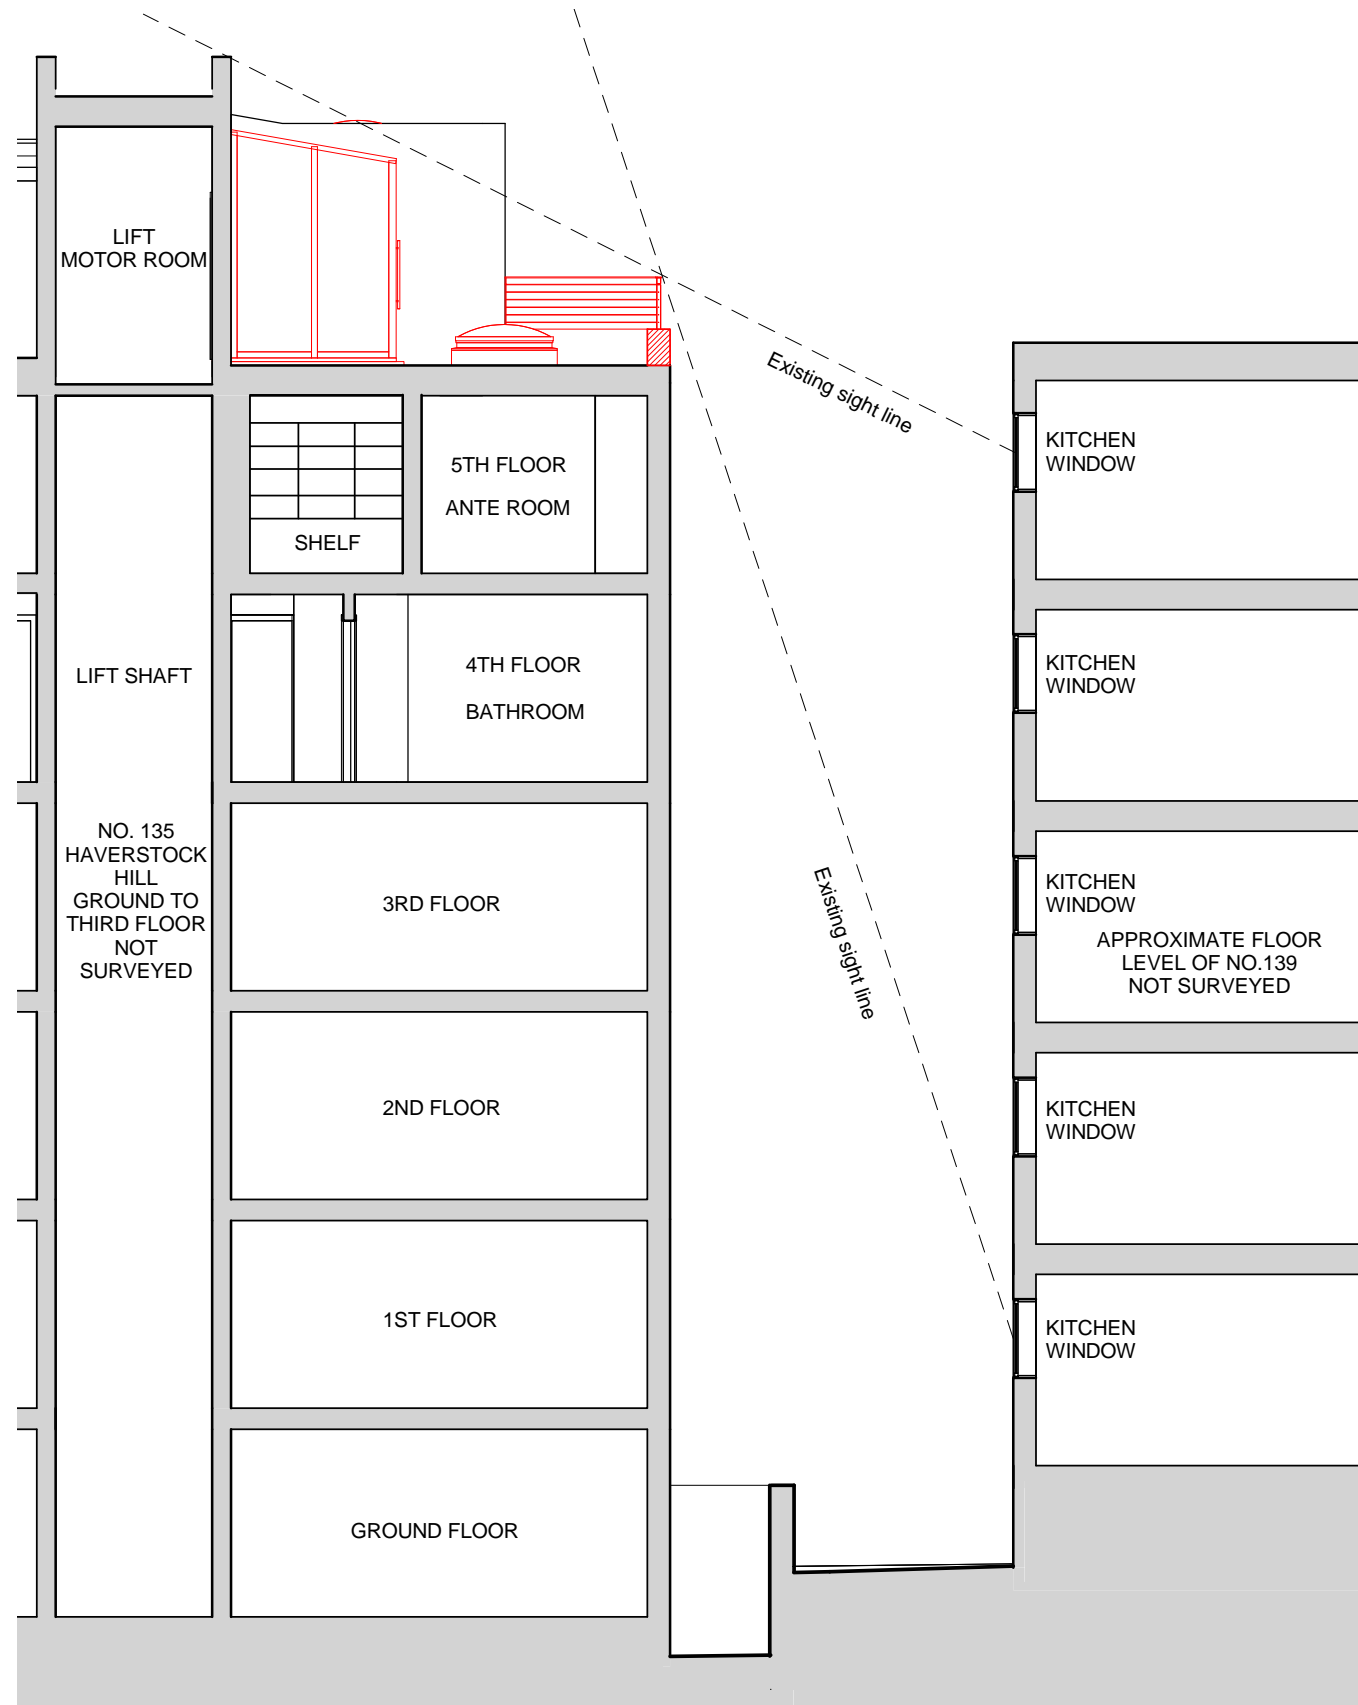 LIFT
MOTOR ROOM
Existing sight line
KITCHEN
WINDOW
5TH FLOOR
ANTE ROOM
SHELF
LIFT SHAFT
4TH FLOOR
BATHROOM
KITCHEN
WINDOW
NO. 135
HAVERSTOCK
HILL
GROUND TO
THIRD FLOOR
NOT
SURVEYED
3RD FLOOR
Existing sight line
KITCHEN
WINDOW
APPROXIMATE FLOOR
LEVEL OF NO.139
NOT SURVEYED
2ND FLOOR
KITCHEN
WINDOW
1ST FLOOR
KITCHEN
WINDOW
GROUND FLOOR